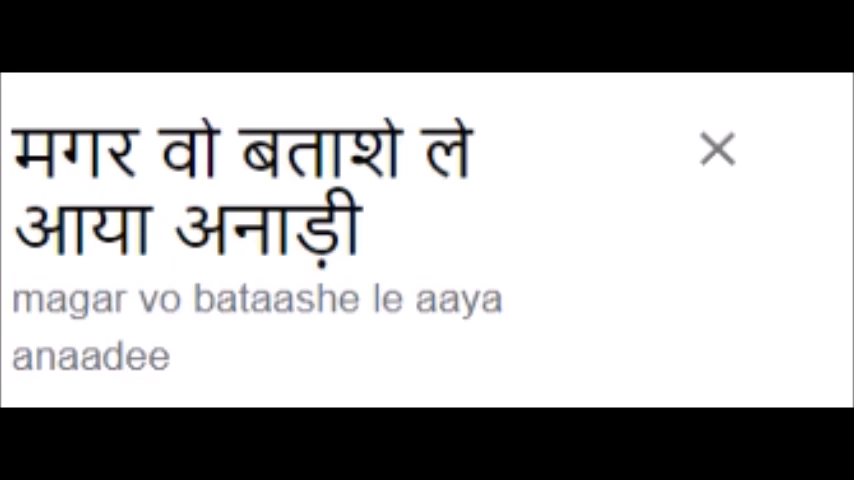 मगर वो बताशे ले
आया अनाड़ी
magar vo bataashe le aaya
anaadee